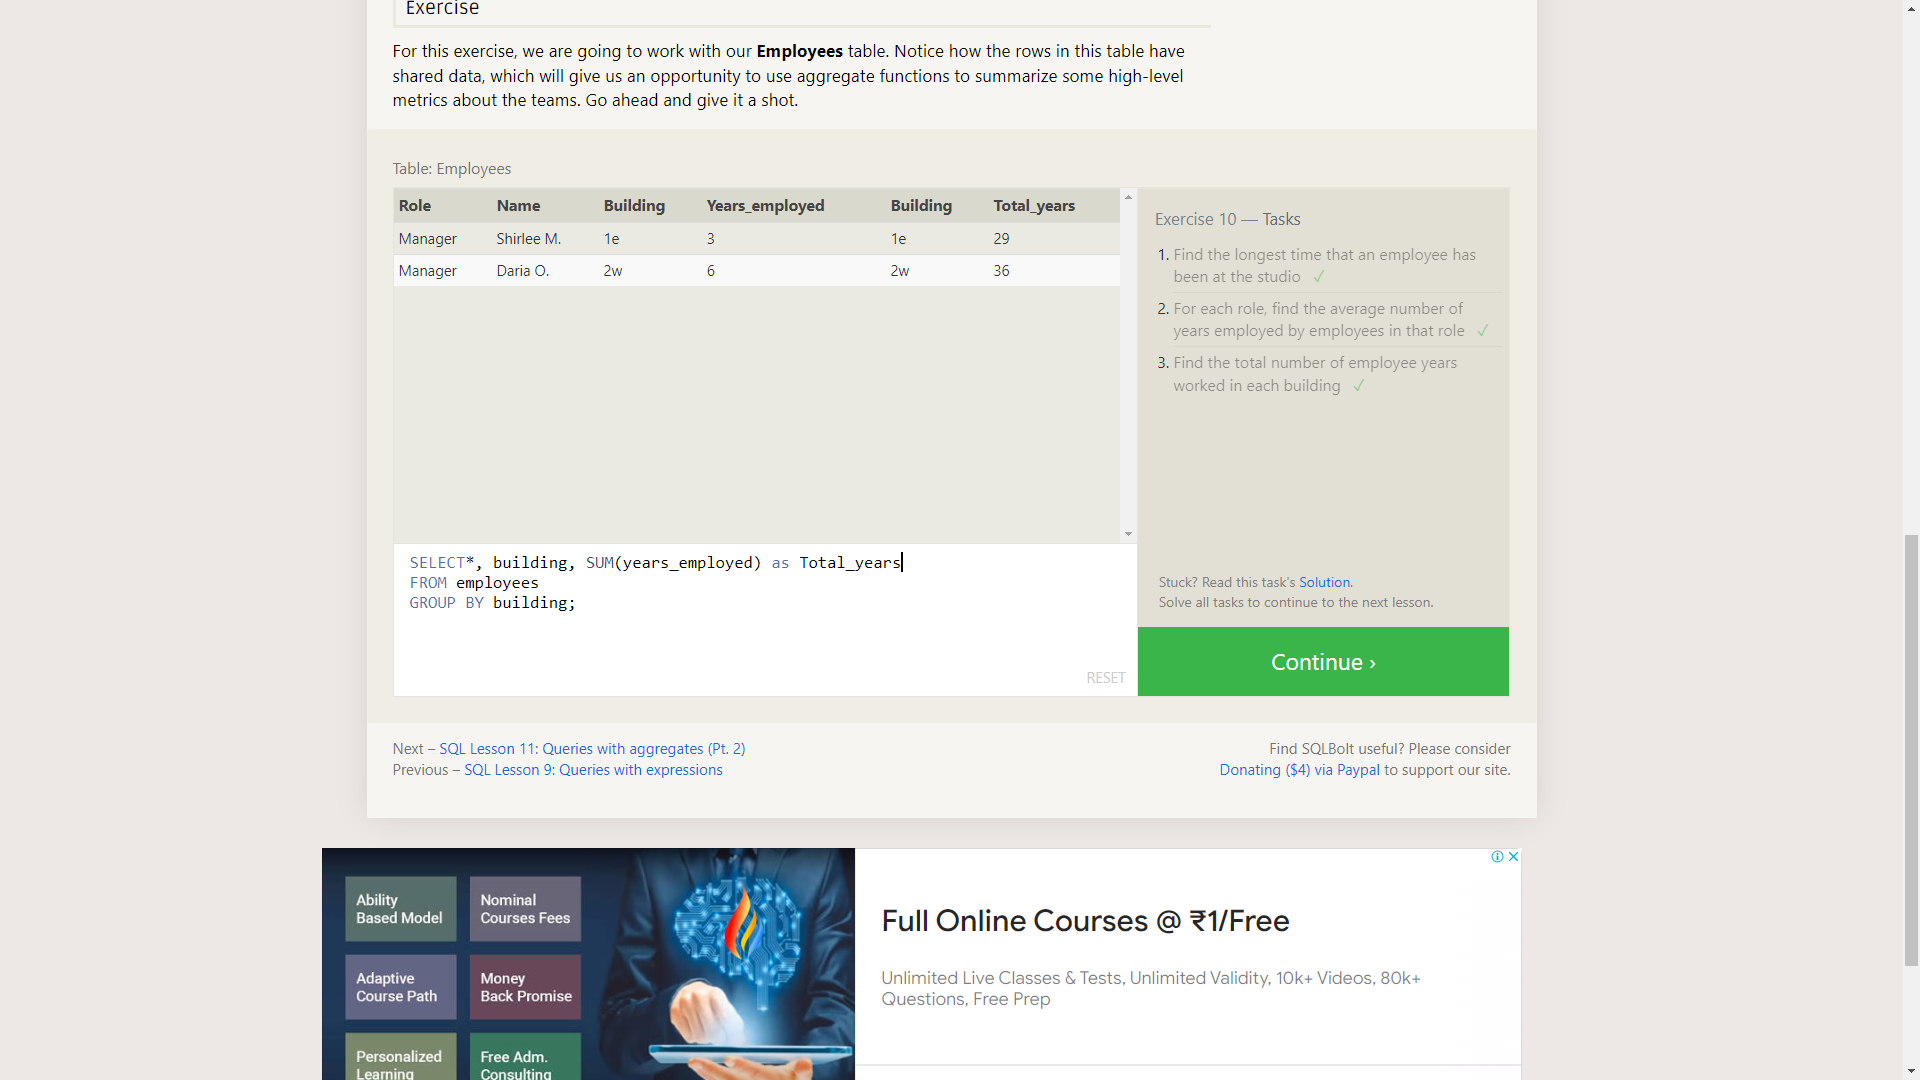 Exercise
For this exercise, we are going to work with our Employees table. Notice how the rows in this table have
shared data, which will give us an opportunity to use aggregate functions to summarize some high-level
metrics about the teams. Go ahead and give it a shot.
Table: Employees
Role Name Building Years_employed Building Total_years
Manager Shirlee M. 1e 3 1e 29
Manager Daria O. 2w 6 2w 36
SELECT*, building, SUM(years_employed) as Total_years
FROM employees
GROUP BY building;
RESET
Exercise 10 — Tasks
1. Find the longest time that an employee has
been at the studio ✓
2. For each role, find the average number of
years employed by employees in that role ✓
3. Find the total number of employee years
worked in each building ✓
Stuck? Read this task's Solution.
Solve all tasks to continue to the next lesson.
Continue ›
Next – SQL Lesson 11: Queries with aggregates (Pt. 2)
Previous – SQL Lesson 9: Queries with expressions
Find SQLBolt useful? Please consider
Donating ($4) via Paypal to support our site.
Ability
Based Model
Nominal
Courses Fees
Adaptive
Course Path
Money
Back Promise
Personalized
Learning
Free Adm.
Consulting
Full Online Courses @ ₹1/Free
Unlimited Live Classes & Tests, Unlimited Validity, 10k+ Videos, 80k+
Questions, Free Prep